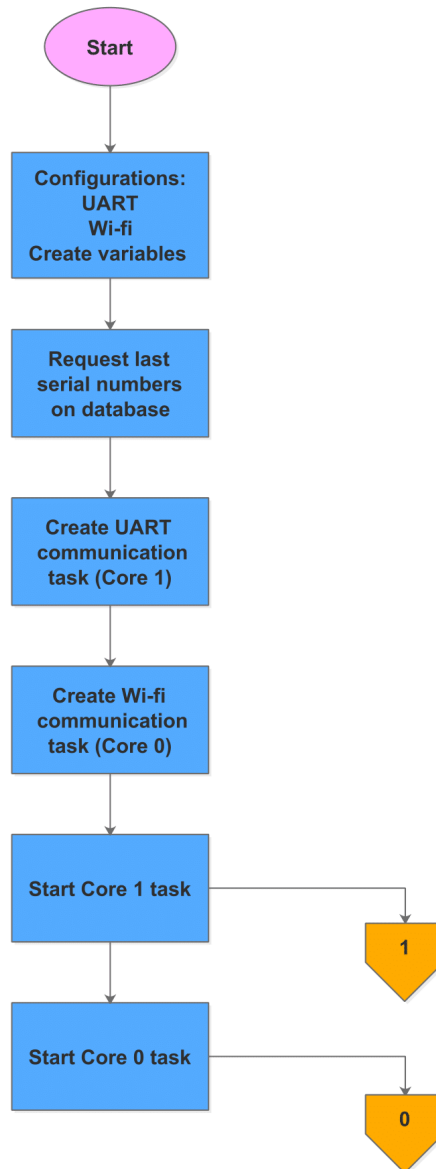 Start
Configurations:
UART
Wi-fi
Create variables
Request last
serial numbers
on database
Create UART
communication
task (Core 1)
Create Wi-fi
communication
task (Core 0)
Start Core 1 task
1
Start Core 0 task
0